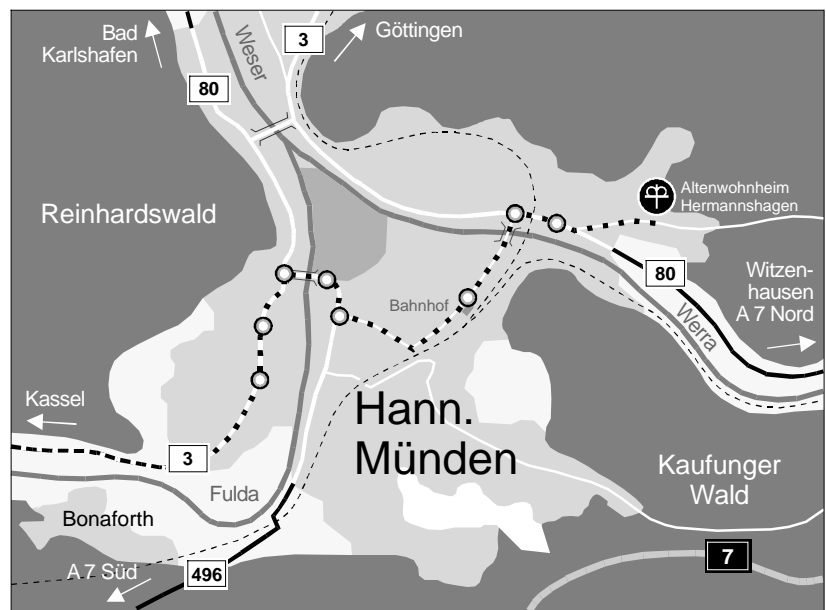 Bad
Karlshafen
Weser
3
Göttingen
80
Reinhardswald
Altenwohnheim
Hermannshagen
Bahnhof
80
Witzen-
hausen
A 7 Nord
Werra
Kassel
Hann.
Münden
3
Fulda
Kaufunger
Wald
Bonaforth
A 7 Süd
496
7